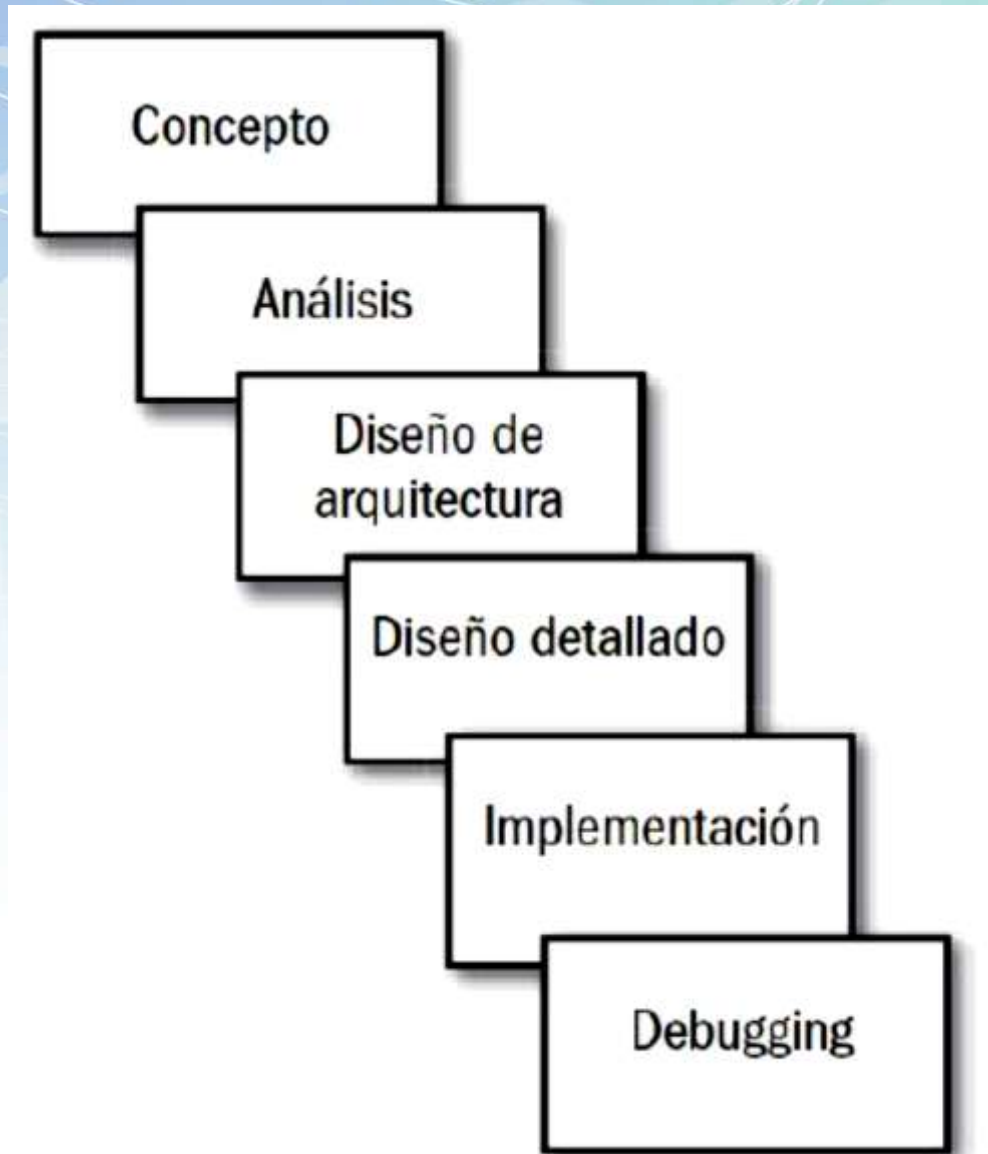 Concepto
Análisis
Diseño de
arquitectura
Diseño detallado
Implementación
Debugging